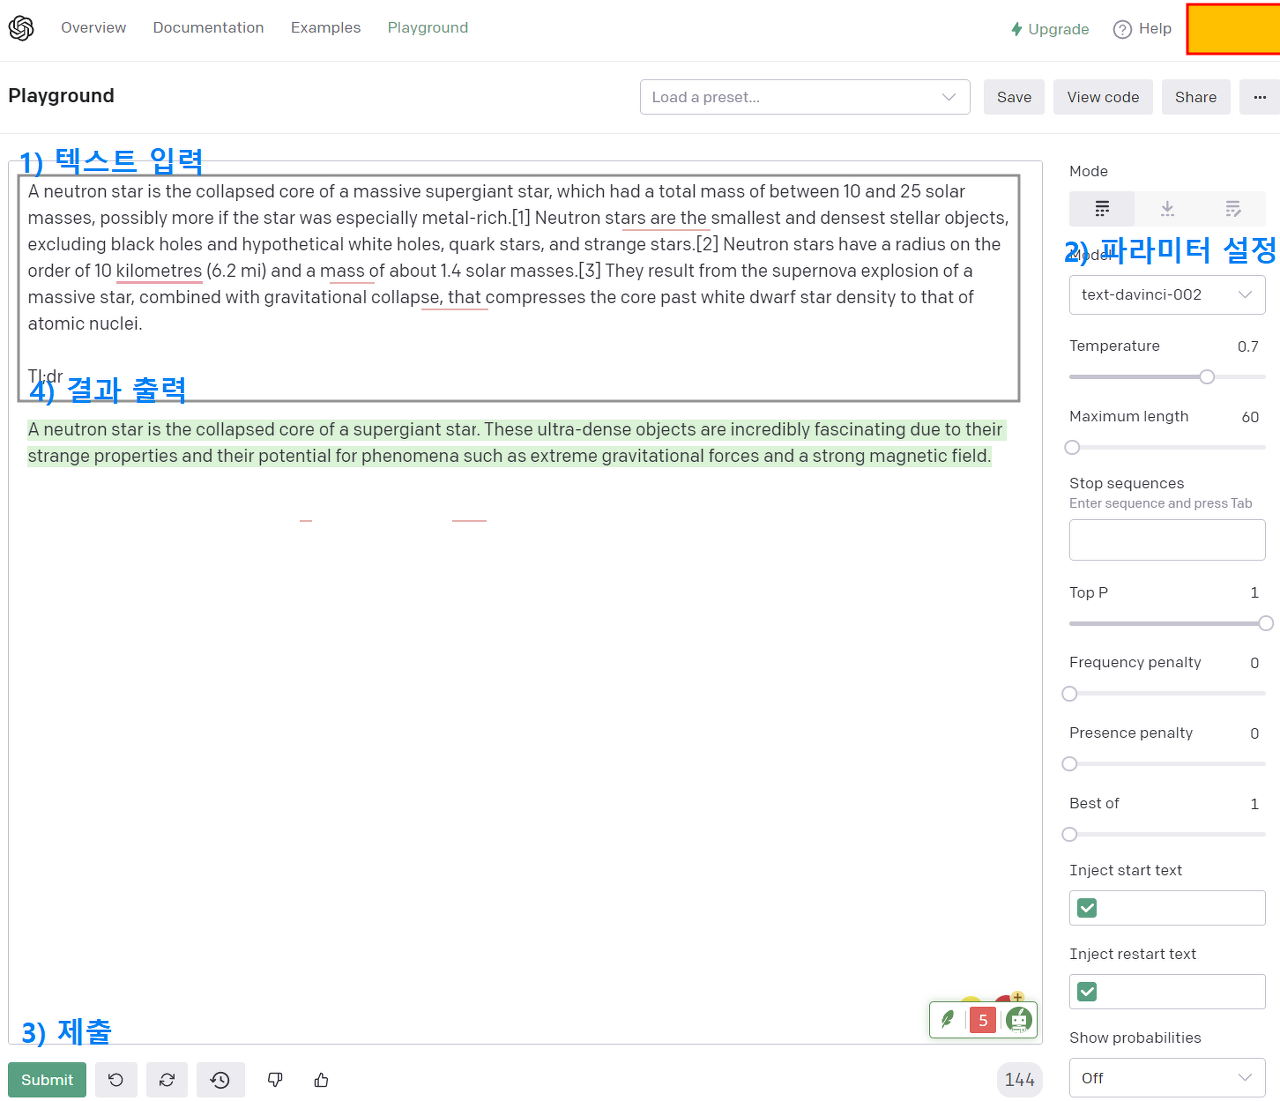 Overview Documentation Examples Playground Upgrade Help
Playground Load a preset... Save View code Share ...
1) 텍스트 입력
A neutron star is the collapsed core of a massive supergiant star, which had a total mass of between 10 and 25 solar
masses, possibly more if the star was especially metal-rich.[1] Neutron stars are the smallest and densest stellar objects,
excluding black holes and hypothetical white holes, quark stars, and strange stars.[2] Neutron stars have a radius on the
order of 10 kilometres (6.2 mi) and a mass of about 1.4 solar masses.[3] They result from the supernova explosion of a
massive star, combined with gravitational collapse, that compresses the core past white dwarf star density to that of
atomic nuclei.
Tl;dr
4) 결과 출력
A neutron star is the collapsed core of a supergiant star. These ultra-dense objects are incredibly fascinating due to their
strange properties and their potential for phenomena such as extreme gravitational forces and a strong magnetic field.
3) 제출
5
Submit
144
Mode
2) 파라미터 설정
Model
text-davinci-002
Temperature 0.7
Maximum length 60
Stop sequences
Enter sequence and press Tab
Top P 1
Frequency penalty 0
Presence penalty 0
Best of 1
Inject start text
Inject restart text
Show probabilities
Off